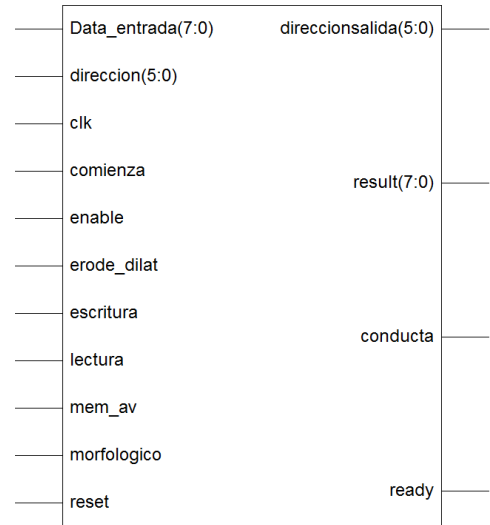 Data_entrada(7:0) direccionsalida(5:0)
direccion(5:0)
clk
comienza
result(7:0)
enable
erode_dilat
escritura
conducta
lectura
mem_av
morfologico
ready
reset